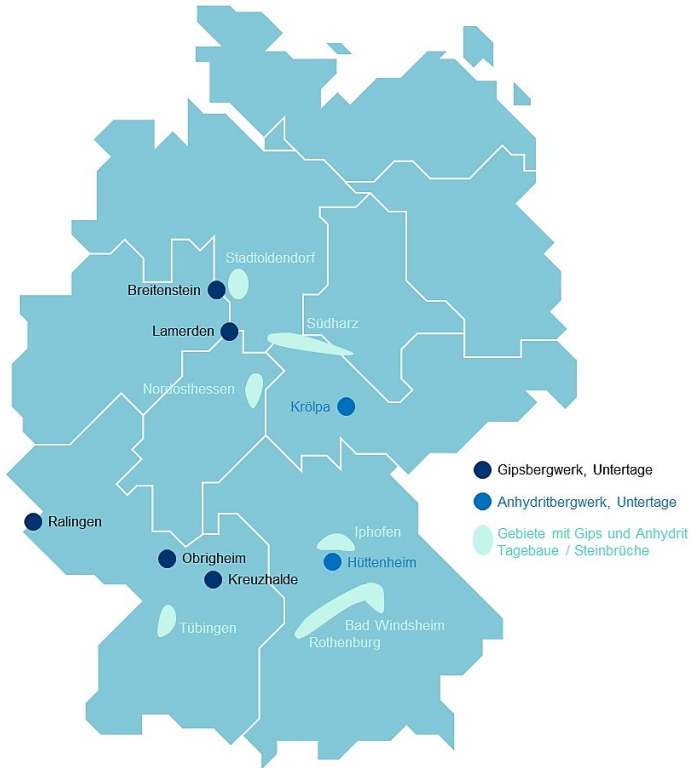 Stadtoldendorf
Breitenstein
Lamerden
Südharz
Nordosthessen
Krölpa
Gipsbergwerk, Untertage
Anhydritbergwerk, Untertage
Ralingen
Gebiete mit Gips und Anhydrit
Tagebaue / Steinbrüche
Iphofen
Obrigheim
Hüttenheim
Kreuzhalde
Tübingen
Bad Windsheim
Rothenburg